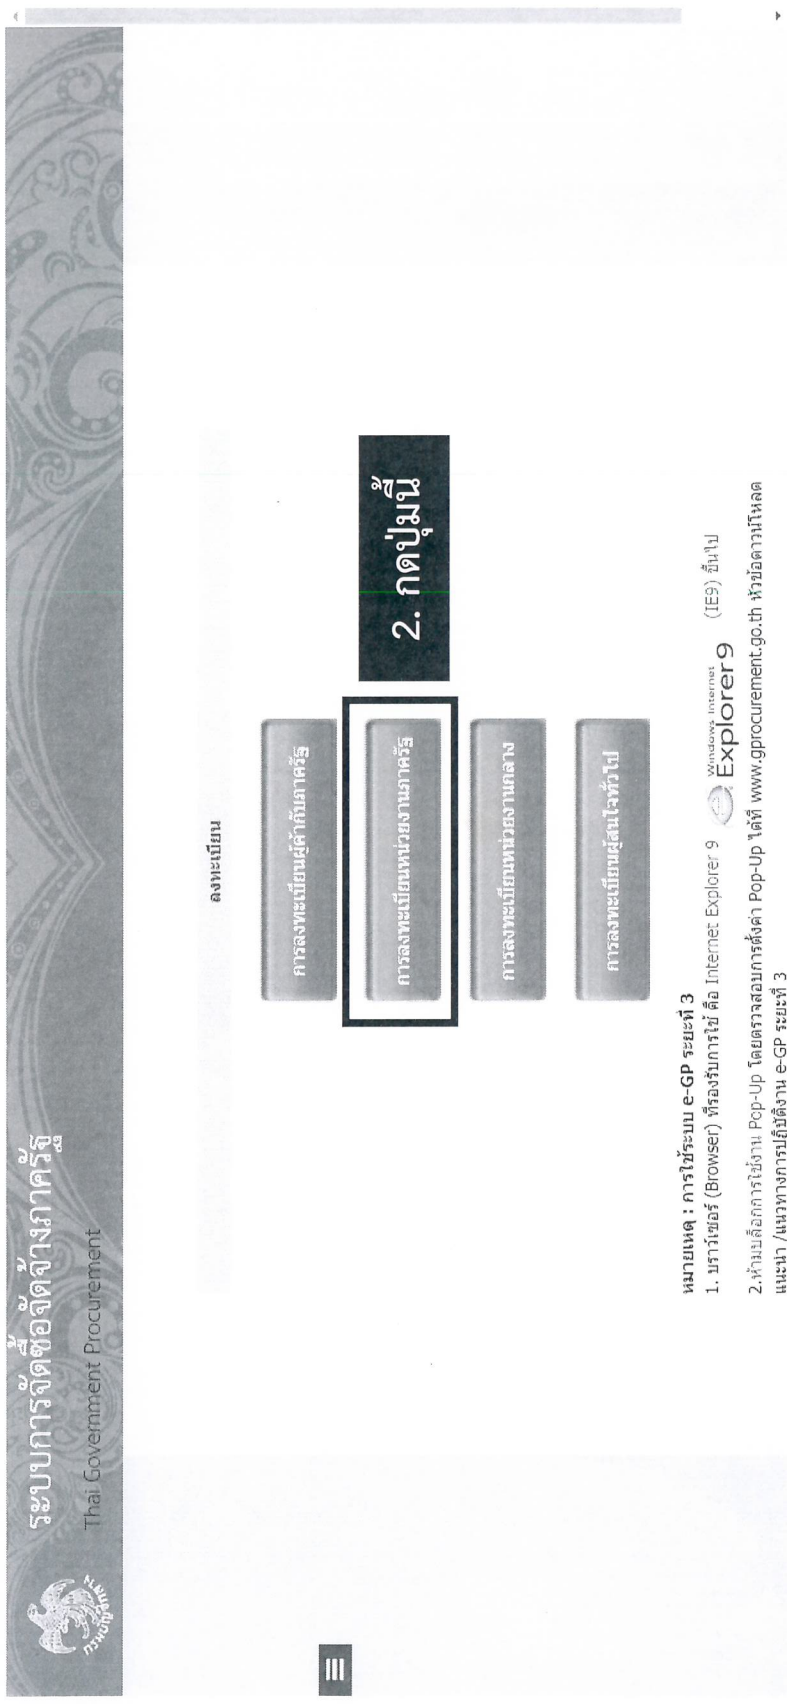 ระบบการจัดซื้อจัดจ้างภาครัฐ
Thai Government Procurement
กรมบัญชีกลาง
ลงทะเบียน
การลงทะเบียนผู้ค้ากับภาครัฐ
การลงทะเบียนหน่วยงานภาครัฐ
2. กดปุ่มนี้
การลงทะเบียนหน่วยงานกลาง
การลงทะเบียนผู้สนใจทั่วไป
หมายเหตุ : การใช้ระบบ e-GP ระยะที่ 3
1. บราว์เซอร์ (Browser) ที่รองรับการใช้ คือ Internet Explorer 9 Windows Internet Explorer 9 (IE9) ขึ้นไป
2.ห้ามบล็อกการใช้งาน Pop-Up โดยตรวจสอบการตั้งค่า Pop-Up ได้ที่ www.gprocurement.go.th หัวข้อดาวน์โหลด
แนะนำ /แนวทางการปฏิบัติงาน e-GP ระยะที่ 3